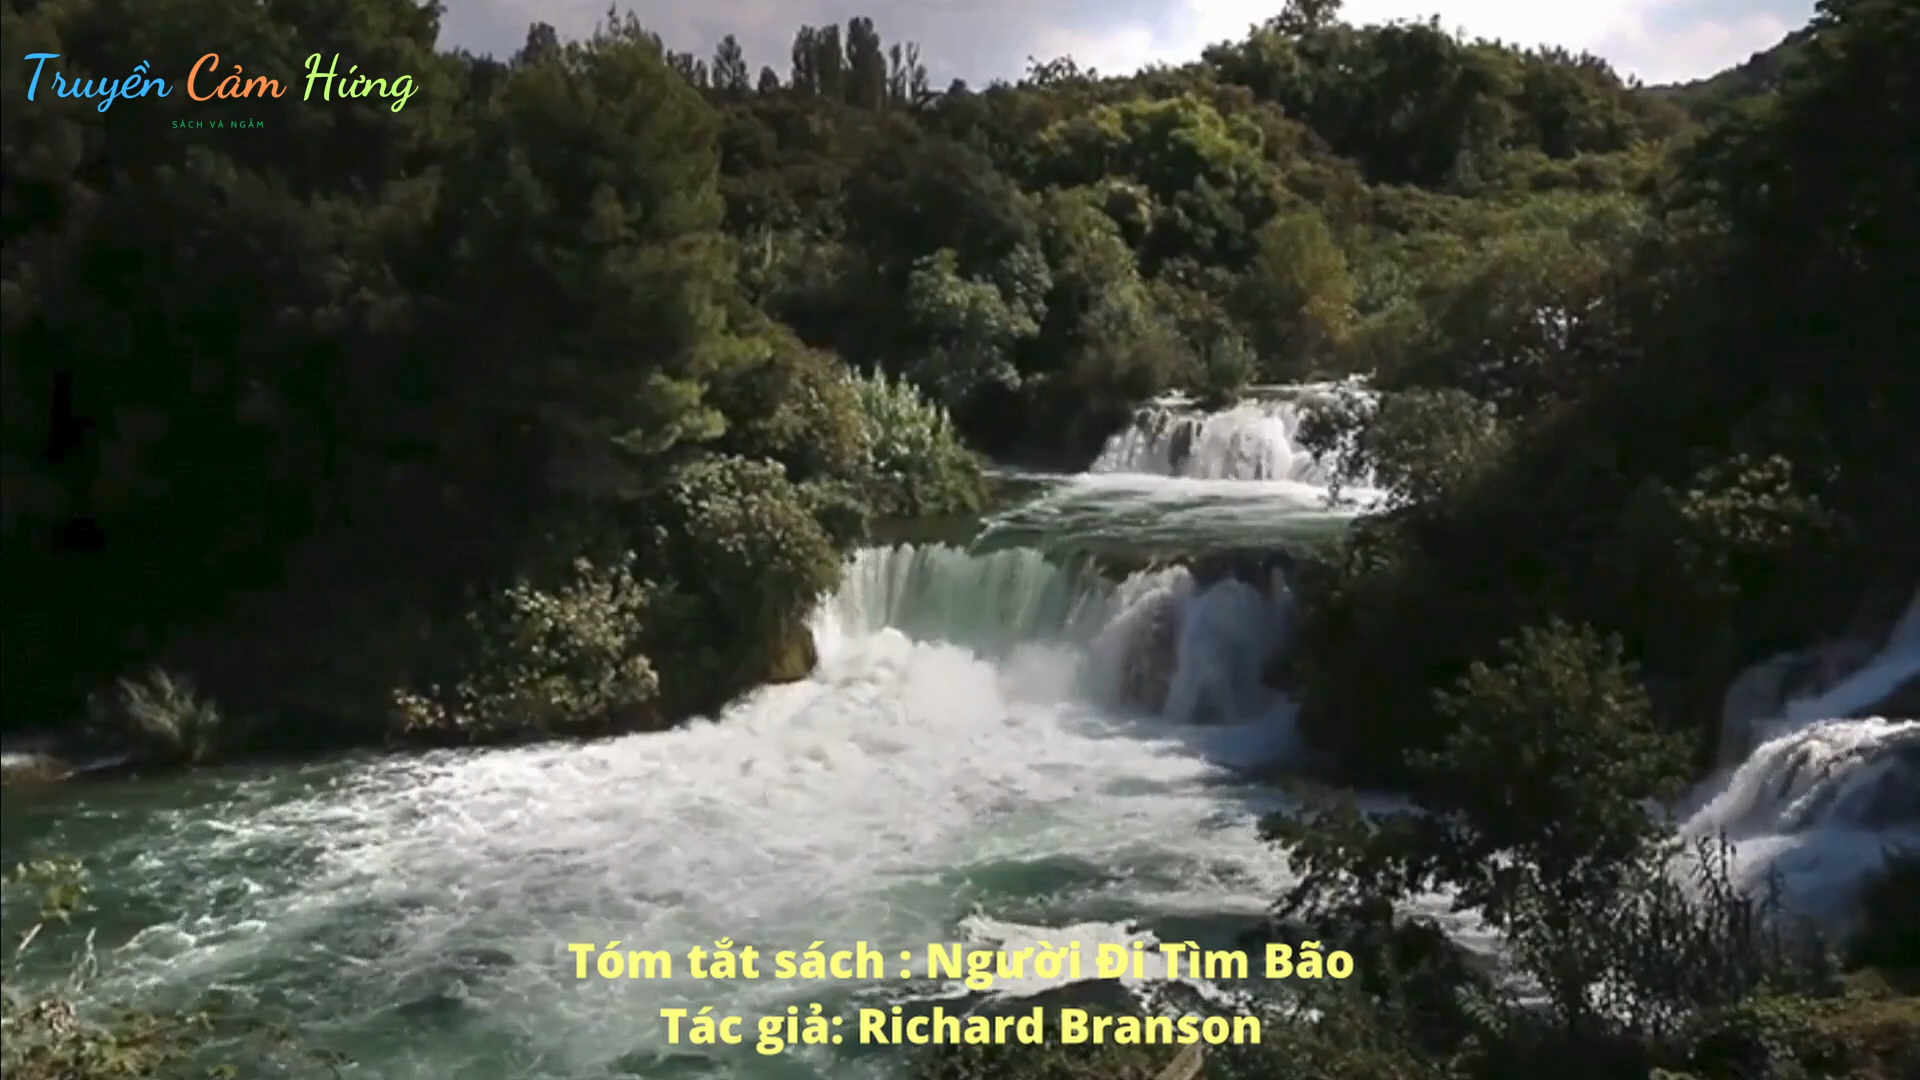 Truyền Cảm Hứng
SÁCH VÀ NGẪM
Tóm tắt sách : Người Đi Tìm Bão
Tác giả: Richard Branson